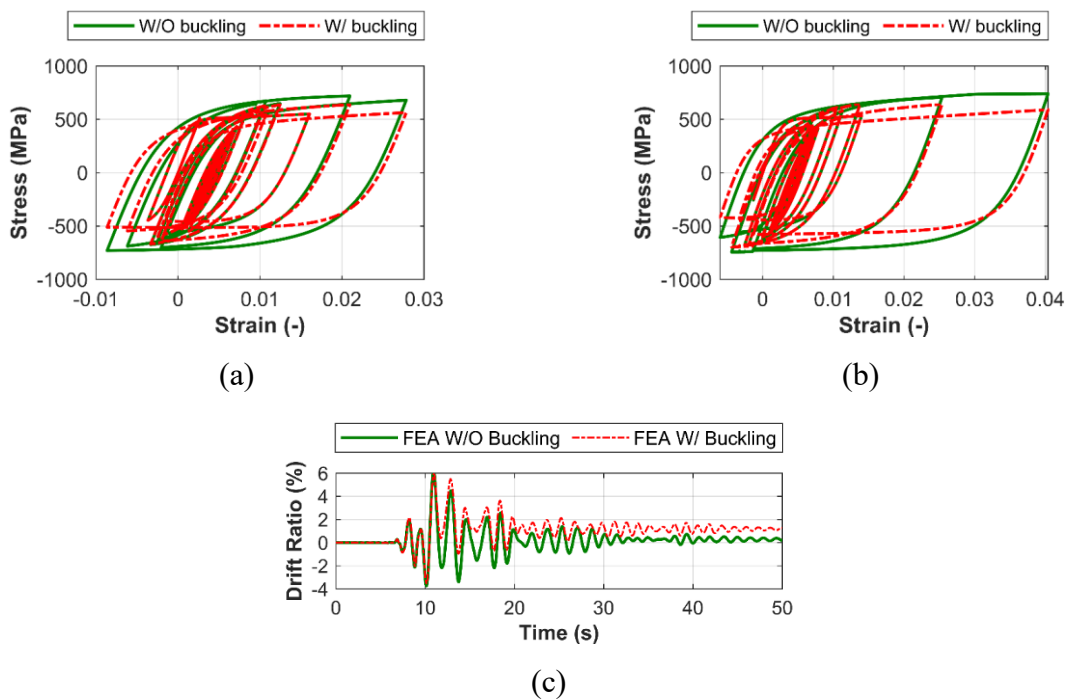 W/O buckling W/ buckling
1000
500
0
-500
-1000
Stress (MPa)
-0.01 0 0.01 0.02 0.03
Strain (-)
(a)
W/O buckling W/ buckling
1000
500
0
-500
-1000
Stress (MPa)
0 0.01 0.02 0.03 0.04
Strain (-)
(b)
FEA W/O Buckling FEA W/ Buckling
6
4
2
0
-2
-4
Drift Ratio (%)
0 10 20 30 40 50
Time (s)
(c)